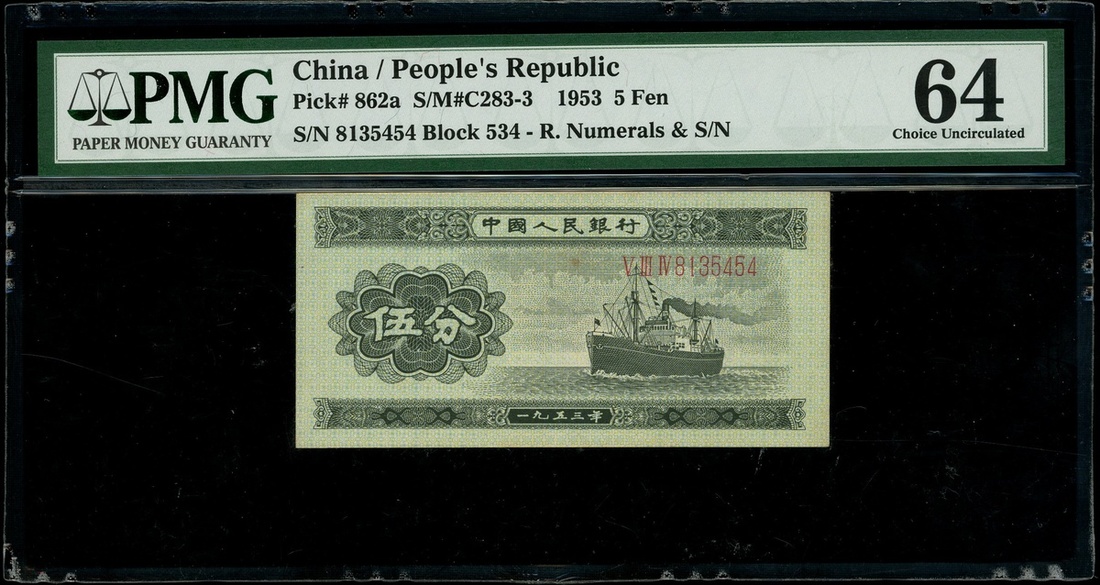 PMG
PAPER MONEY GUARANTY
China / People's Republic
Pick# 862a S/M#C283-3 1953 5 Fen
S/N 8135454 Block 534 - R. Numerals & S/N
64
Choice Uncirculated
中國人民銀行
V III IV 8135454
伍分
一九五三年